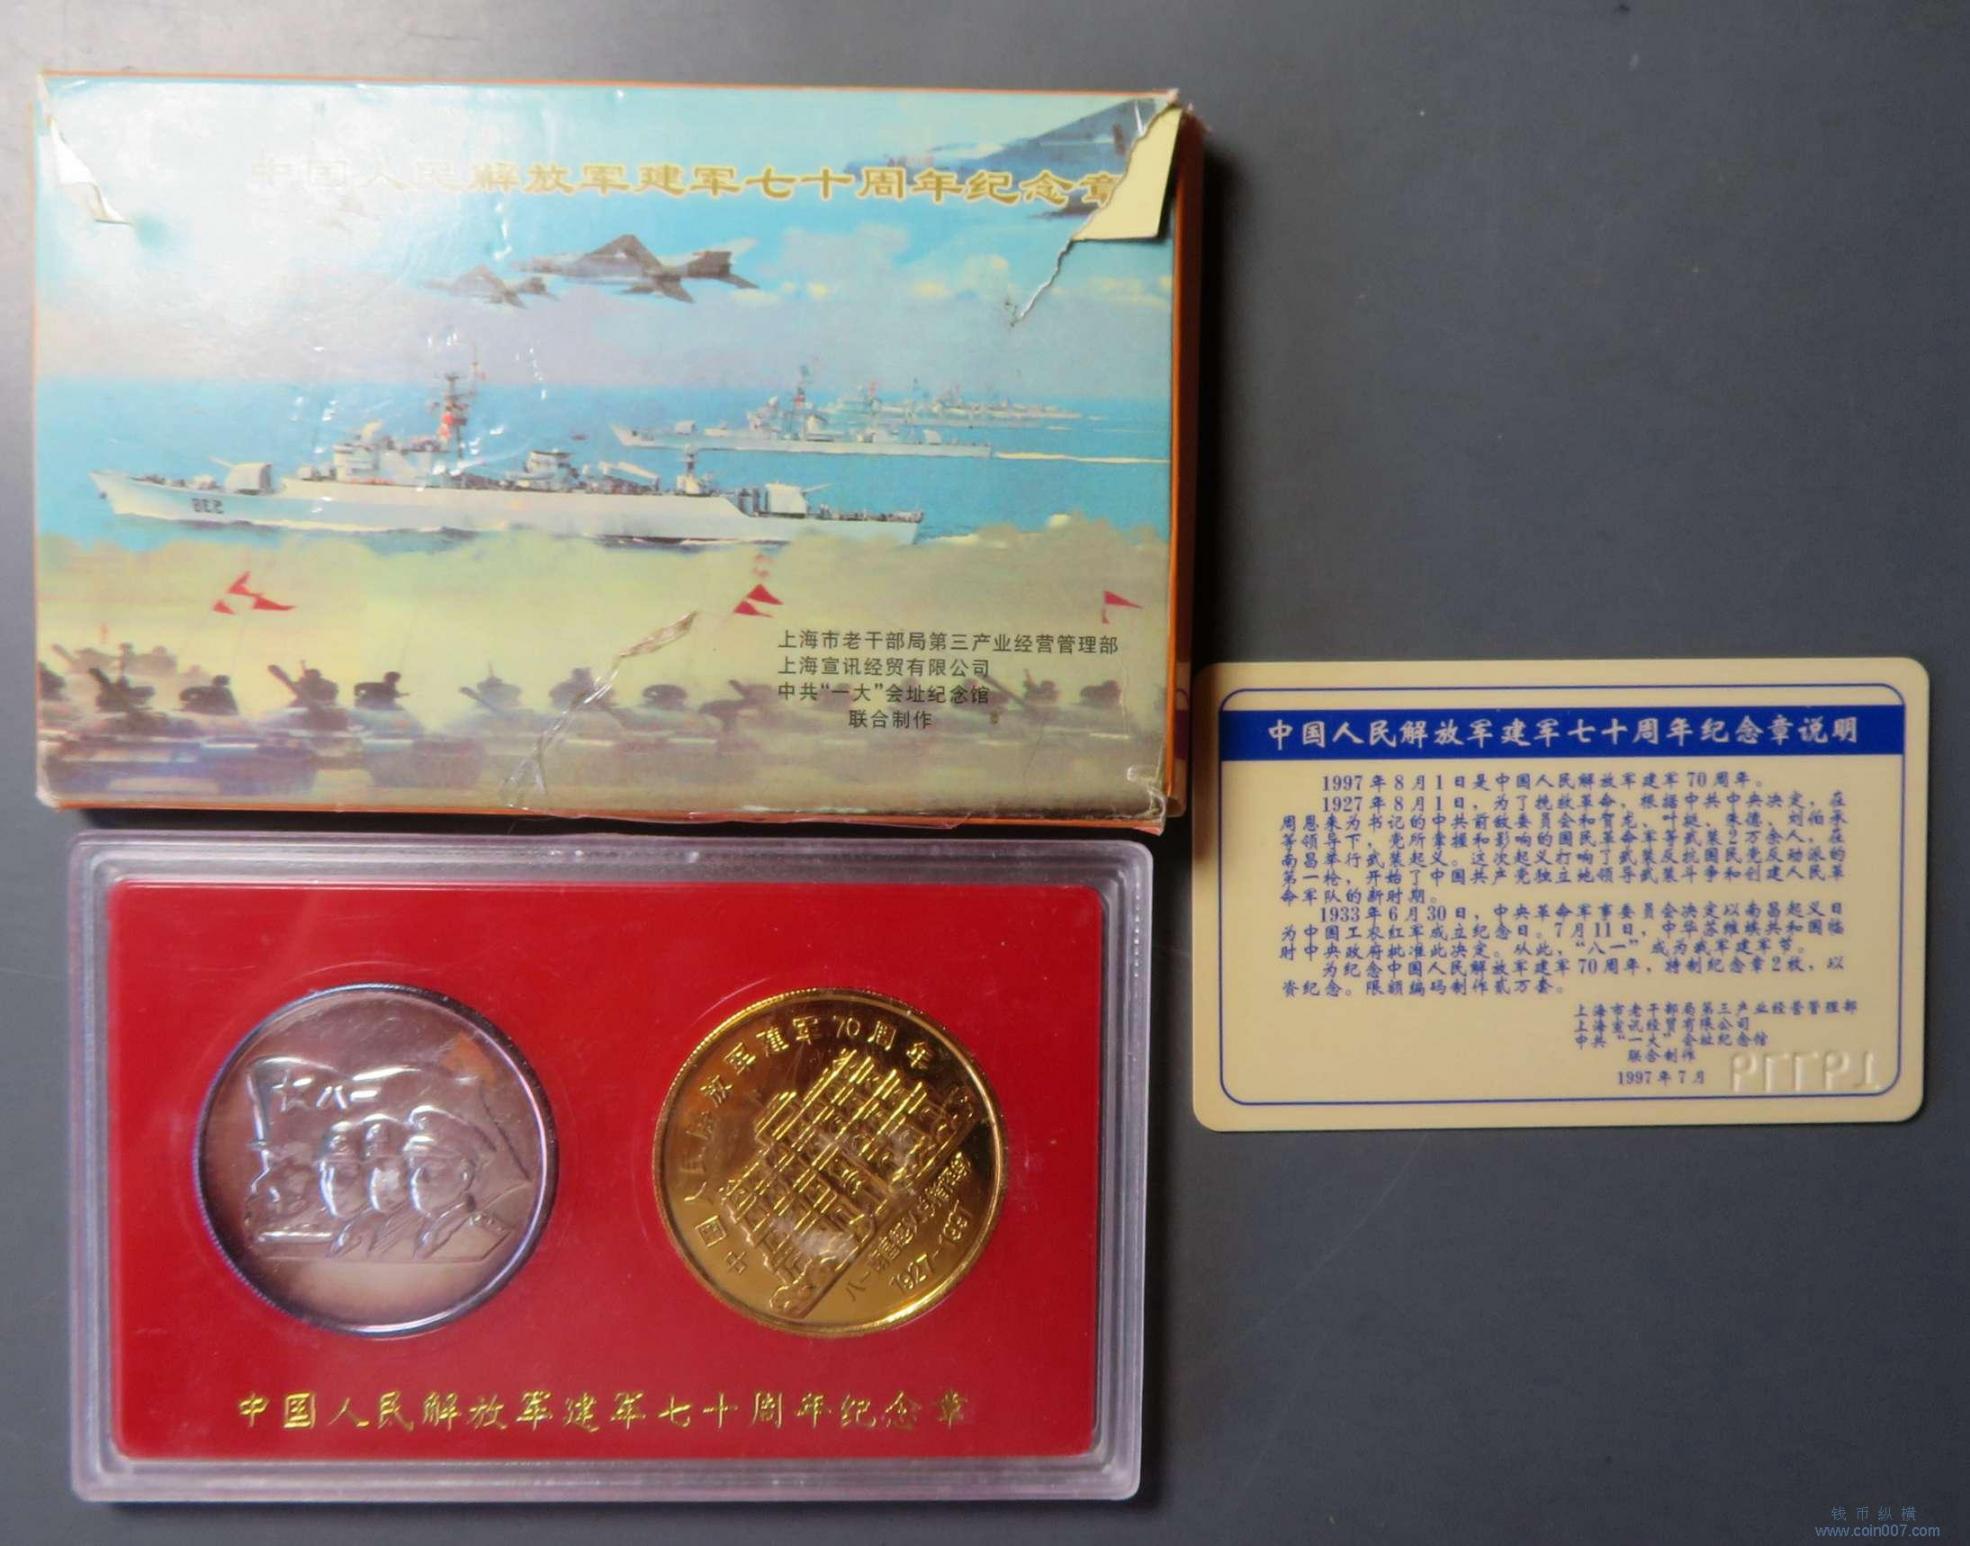 中国人民解放军建军七十周年纪念章
538
上海市老干部局第三产业经营管理部
上海宣讯经贸有限公司
中共“一大”会址纪念馆
联合制作
中国人民解放军建军七十周年纪念章说明
1997年8月1日是中国人民解放军建军70周年。
1927年8月1日，为了挽救革命，根据中共中央决定，在
周恩来为书记的中共前敌委员会和贺龙、叶挺、朱德、刘伯承
等领导下，党所掌握和影响的国民革命军等武装2万余人，在
南昌举行武装起义。这次起义打响了武装反抗国民党反动派的
第一枪，开始了中国共产党独立地领导武装斗争和创建人民革
命军队的新时期。
1933年6月30日，中央革命军事委员会决定以南昌起义日
为中国工农红军成立纪念日。7月11日，中华苏维埃共和国临
时中央政府批准此决定。从此，“八一”成为我军建军节。
为纪念中国人民解放军建军70周年，特制纪念章2枚，以
资纪念。限额编码制作贰万套。
上海市老干部局第三产业经营管理部
上海宣讯经贸有限公司
中共“一大”会址纪念馆
联合制作
1997年7月
八一
中国人民解放军建军70周年
1927-1997
中国人民解放军建军七十周年纪念章
钱币纵横
www.coin007.com